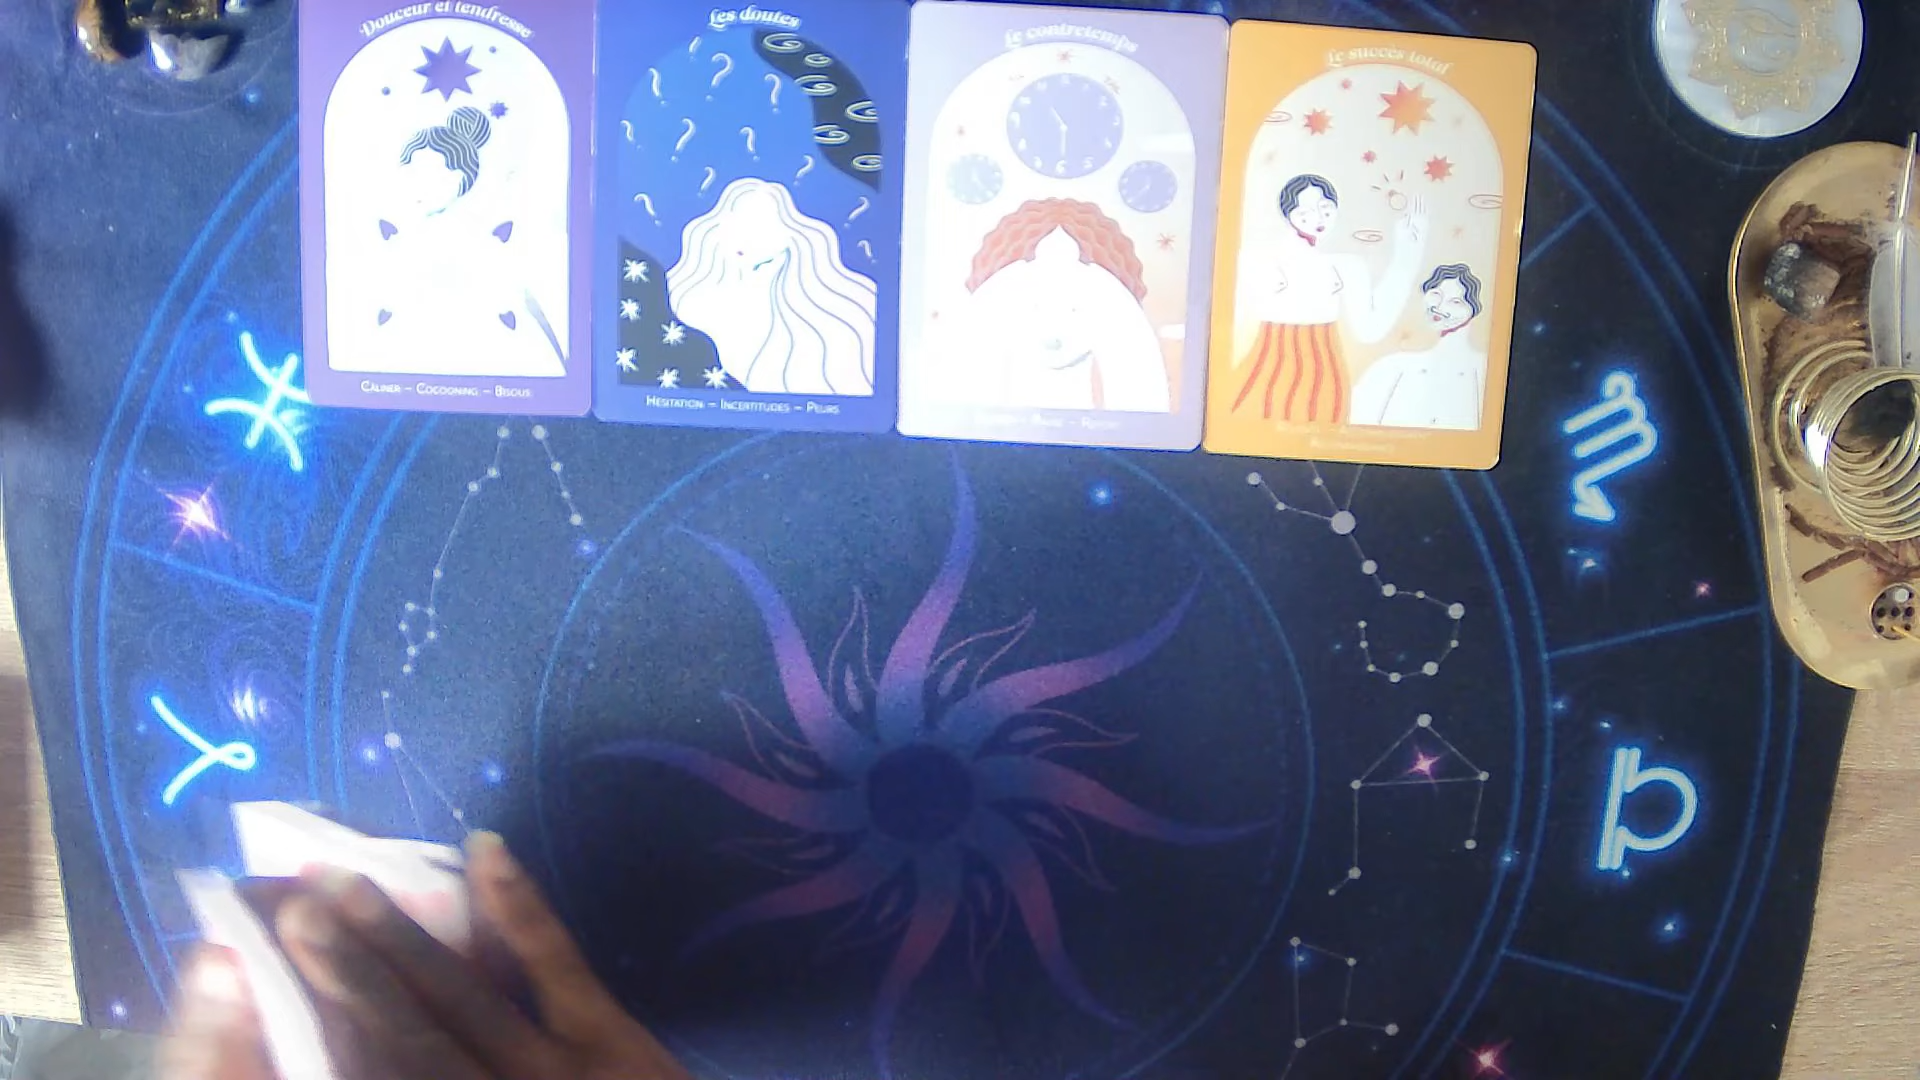 Douceur et tendresse
CÂLINER – COCOONING – BISOUS
Les doutes
HÉSITATION – INCERTITUDES – PEURS
Le contretemps
Le succès total